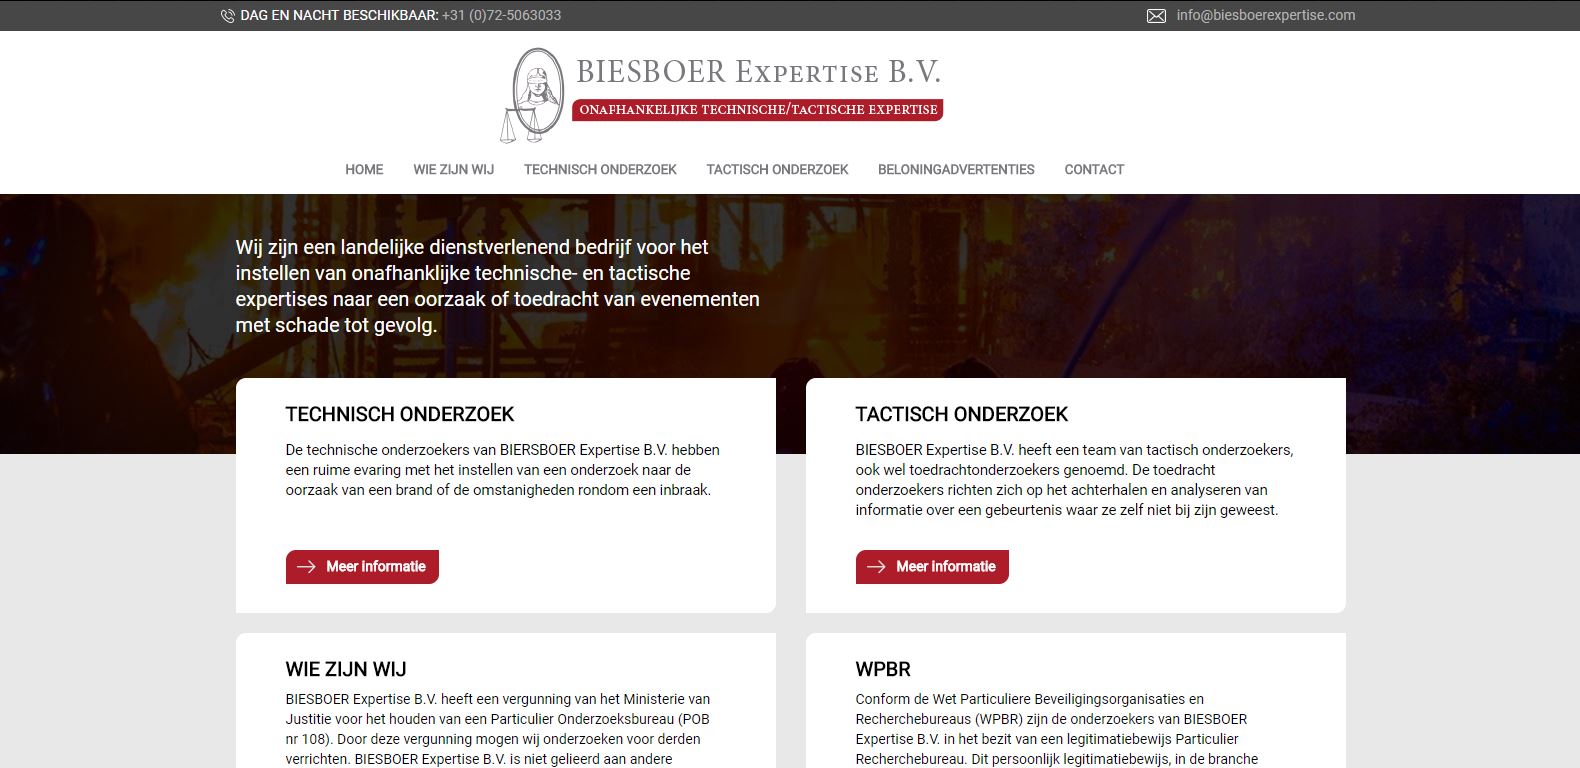 DAG EN NACHT BESCHIKBAAR: +31 (0)72-5063033
info@biesboerexpertise.com
BIESBOER EXPERTISE B.V.
ONAFHANKELIJKE TECHNISCHE/TACTISCHE EXPERTISE
HOME WIE ZIJN WIJ TECHNISCH ONDERZOEK TACTISCH ONDERZOEK BELONINGADVERTENTIES CONTACT
Wij zijn een landelijke dienstverlenend bedrijf voor het
instellen van onafhanklijke technische- en tactische
expertises naar een oorzaak of toedracht van evenementen
met schade tot gevolg.
TECHNISCH ONDERZOEK
De technische onderzoekers van BIERSBOER Expertise B.V. hebben
een ruime evaring met het instellen van een onderzoek naar de
oorzaak van een brand of de omstanigheden rondom een inbraak.
Meer informatie
TACTISCH ONDERZOEK
BIESBOER Expertise B.V. heeft een team van tactisch onderzoekers,
ook wel toedrachtonderzoekers genoemd. De toedracht
onderzoekers richten zich op het achterhalen en analyseren van
informatie over een gebeurtenis waar ze zelf niet bij zijn geweest.
Meer informatie
WIE ZIJN WIJ
BIESBOER Expertise B.V. heeft een vergunning van het Ministerie van
Justitie voor het houden van een Particulier Onderzoeksbureau (POB
nr 108). Door deze vergunning mogen wij onderzoeken voor derden
verrichten. BIESBOER Expertise B.V. is niet gelieerd aan andere
WPBR
Conform de Wet Particuliere Beveiligingsorganisaties en
Recherchebureaus (WPBR) zijn de onderzoekers van BIESBOER
Expertise B.V. in het bezit van een legitimatiebewijs Particulier
Recherchebureau. Dit persoonlijk legitimatiebewijs, in de branche